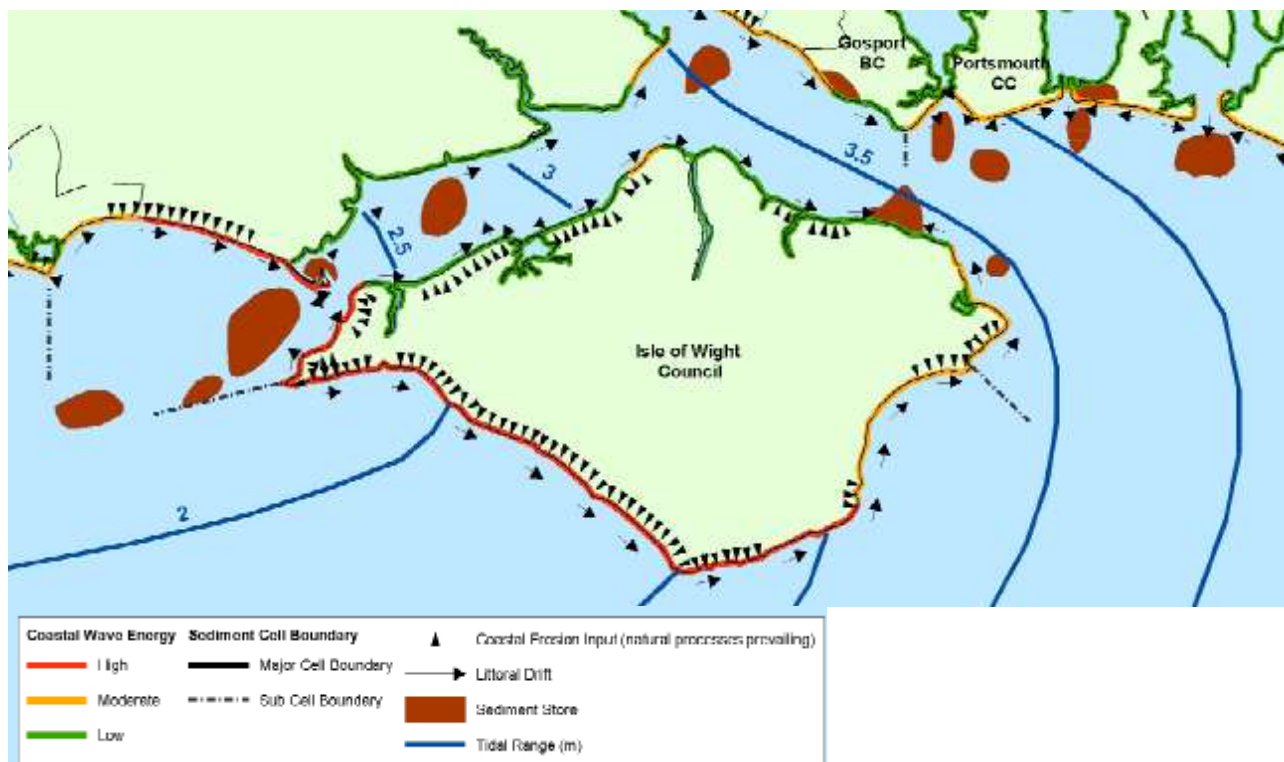 Gosport
BC
Portsmouth
CC
3.5
3
2.5
Isle of Wight
Council
2
Coastal Wave Energy
High
Moderate
Low
Sediment Cell Boundary
Major Cell Boundary
Sub Cell Boundary
Coastal Erosion Input (natural processes prevailing)
Littoral Drift
Sediment Store
Tidal Range (m)